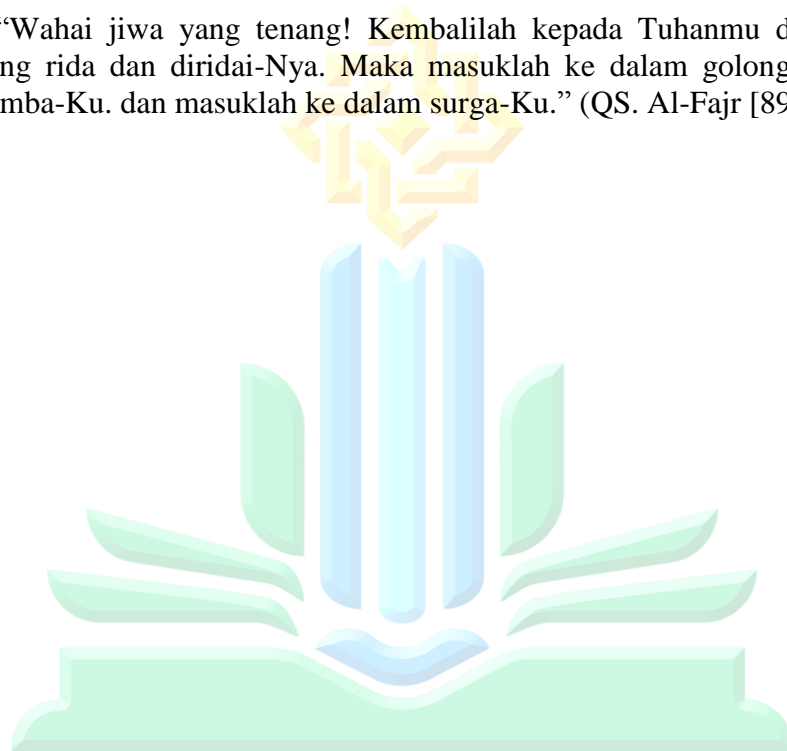 “Wahai jiwa yang tenang! Kembalilah kepada Tuhanmu d
ng rida dan diridai-Nya. Maka masuklah ke dalam golong
mba-Ku. dan masuklah ke dalam surga-Ku.” (QS. Al-Fajr [89